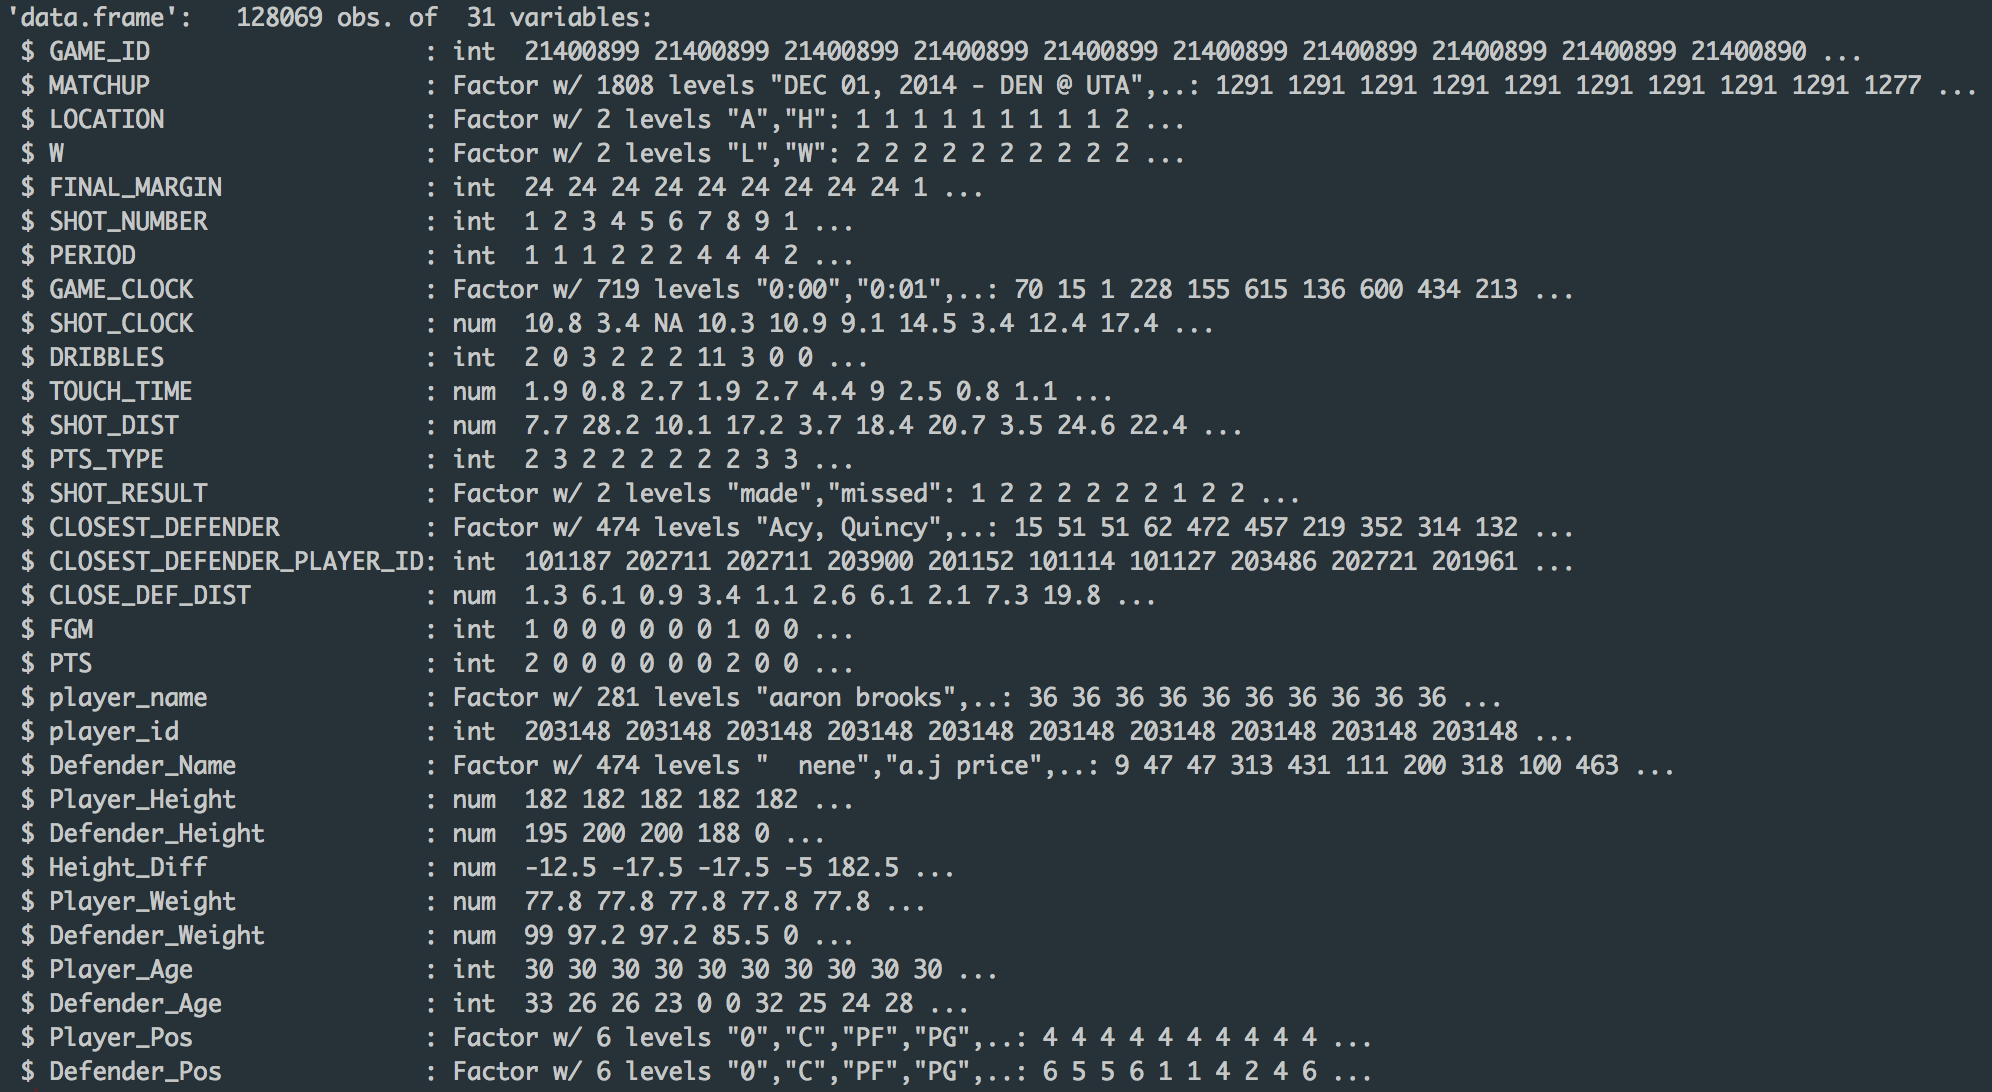 'data.frame':   128069 obs. of  31 variables:
 $ GAME_ID                   : int  21400899 21400899 21400899 21400899 21400899 21400899 21400899 21400899 21400899 21400890 ...
 $ MATCHUP                   : Factor w/ 1808 levels "DEC 01, 2014 - DEN @ UTA",..: 1291 1291 1291 1291 1291 1291 1291 1291 1291 1277 ...
 $ LOCATION                  : Factor w/ 2 levels "A","H": 1 1 1 1 1 1 1 1 1 2 ...
 $ W                         : Factor w/ 2 levels "L","W": 2 2 2 2 2 2 2 2 2 2 ...
 $ FINAL_MARGIN              : int  24 24 24 24 24 24 24 24 24 1 ...
 $ SHOT_NUMBER               : int  1 2 3 4 5 6 7 8 9 1 ...
 $ PERIOD                    : int  1 1 1 2 2 2 4 4 4 2 ...
 $ GAME_CLOCK                : Factor w/ 719 levels "0:00","0:01",..: 70 15 1 228 155 615 136 600 434 213 ...
 $ SHOT_CLOCK                : num  10.8 3.4 NA 10.3 10.9 9.1 14.5 3.4 12.4 17.4 ...
 $ DRIBBLES                  : int  2 0 3 2 2 2 11 3 0 0 ...
 $ TOUCH_TIME                : num  1.9 0.8 2.7 1.9 2.7 4.4 9 2.5 0.8 1.1 ...
 $ SHOT_DIST                 : num  7.7 28.2 10.1 17.2 3.7 18.4 20.7 3.5 24.6 22.4 ...
 $ PTS_TYPE                  : int  2 3 2 2 2 2 2 2 3 3 ...
 $ SHOT_RESULT               : Factor w/ 2 levels "made","missed": 1 2 2 2 2 2 2 1 2 2 ...
 $ CLOSEST_DEFENDER          : Factor w/ 474 levels "Acy, Quincy",..: 15 51 51 62 472 457 219 352 314 132 ...
 $ CLOSEST_DEFENDER_PLAYER_ID: int  101187 202711 202711 203900 201152 101114 101127 203486 202721 201961 ...
 $ CLOSE_DEF_DIST            : num  1.3 6.1 0.9 3.4 1.1 2.6 6.1 2.1 7.3 19.8 ...
 $ FGM                       : int  1 0 0 0 0 0 0 1 0 0 ...
 $ PTS                       : int  2 0 0 0 0 0 0 2 0 0 ...
 $ player_name               : Factor w/ 281 levels "aaron brooks",..: 36 36 36 36 36 36 36 36 36 36 ...
 $ player_id                 : int  203148 203148 203148 203148 203148 203148 203148 203148 203148 203148 ...
 $ Defender_Name             : Factor w/ 474 levels "  nene","a.j price",..: 9 47 47 313 431 111 200 318 100 463 ...
 $ Player_Height             : num  182 182 182 182 182 ...
 $ Defender_Height           : num  195 200 200 188 0 ...
 $ Height_Diff               : num  -12.5 -17.5 -17.5 -5 182.5 ...
 $ Player_Weight             : num  77.8 77.8 77.8 77.8 77.8 ...
 $ Defender_Weight           : num  99 97.2 97.2 85.5 0 ...
 $ Player_Age                : int  30 30 30 30 30 30 30 30 30 30 ...
 $ Defender_Age              : int  33 26 26 23 0 0 32 25 24 28 ...
 $ Player_Pos                : Factor w/ 6 levels "0","C","PF","PG",..: 4 4 4 4 4 4 4 4 4 4 ...
 $ Defender_Pos              : Factor w/ 6 levels "0","C","PF","PG",..: 6 5 5 6 1 1 4 2 4 6 ...